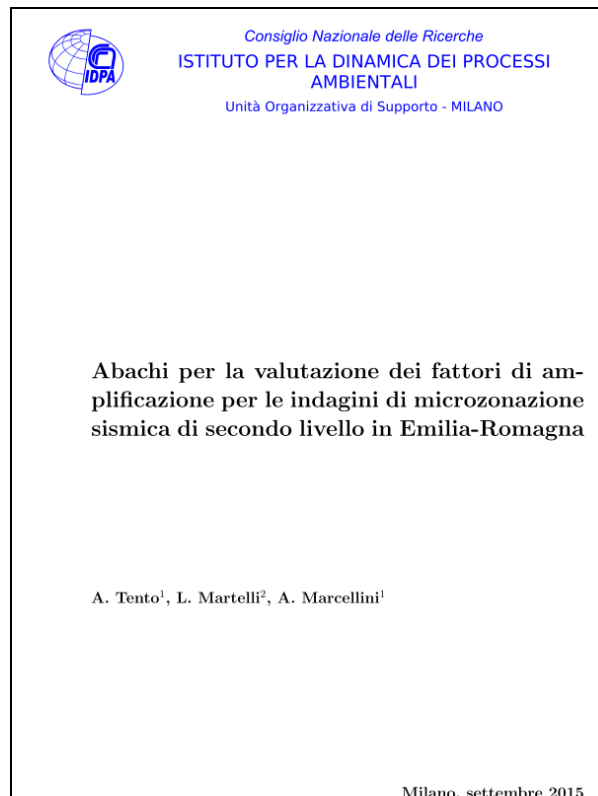 IDPA
Consiglio Nazionale delle Ricerche
ISTITUTO PER LA DINAMICA DEI PROCESSI
AMBIENTALI
Unità Organizzativa di Supporto - MILANO
Abachi per la valutazione dei fattori di am-
plificazione per le indagini di microzonazione
sismica di secondo livello in Emilia-Romagna
A. Tento¹, L. Martelli², A. Marcellini¹
Milano, settembre 2015